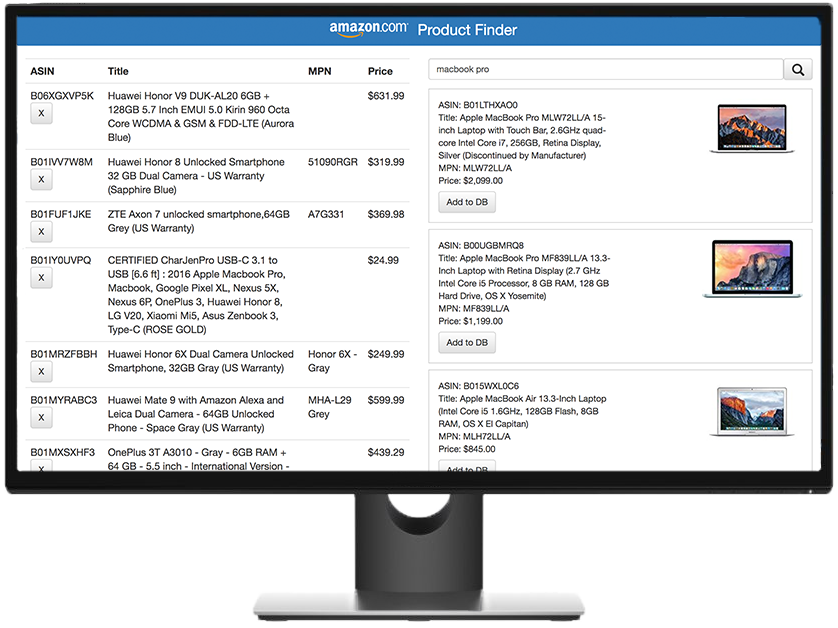 amazon.com Product Finder
ASIN Title MPN Price
B06XGXVP5K Huawei Honor V9 DUK-AL20 6GB + $631.99
X 128GB 5.7 Inch EMUI 5.0 Kirin 960 Octa
Core WCDMA & GSM & FDD-LTE (Aurora
Blue)
B01IVV7W8M Huawei Honor 8 Unlocked Smartphone 51090RGR $319.99
X 32 GB Dual Camera - US Warranty
(Sapphire Blue)
B01FUF1JKE ZTE Axon 7 unlocked smartphone,64GB A7G331 $369.98
X Grey (US Warranty)
B01IY0UVPQ CERTIFIED CharJenPro USB-C 3.1 to $24.99
X USB [6.6 ft] : 2016 Apple Macbook Pro,
Macbook, Google Pixel XL, Nexus 5X,
Nexus 6P, OnePlus 3, Huawei Honor 8,
LG V20, Xiaomi Mi5, Asus Zenbook 3,
Type-C (ROSE GOLD)
B01MRZFBBH Huawei Honor 6X Dual Camera Unlocked Honor 6X - $249.99
X Smartphone, 32GB Gray (US Warranty) Gray
B01MYRABC3 Huawei Mate 9 with Amazon Alexa and MHA-L29 $599.99
X Leica Dual Camera - 64GB Unlocked Grey
Phone - Space Gray (US Warranty)
B01MXSXHF3 OnePlus 3T A3010 - Gray - 6GB RAM + $439.29
X 64 GB - 5.5 inch - International Version -
macbook pro
ASIN: B01LTHXAO0
Title: Apple MacBook Pro MLW72LL/A 15-
inch Laptop with Touch Bar, 2.6GHz quad-
core Intel Core i7, 256GB, Retina Display,
Silver (Discontinued by Manufacturer)
MPN: MLW72LL/A
Price: $2,099.00
Add to DB
ASIN: B00UGBMRQ8
Title: Apple MacBook Pro MF839LL/A 13.3-
Inch Laptop with Retina Display (2.7 GHz
Intel Core i5 Processor, 8 GB RAM, 128 GB
Hard Drive, OS X Yosemite)
MPN: MF839LL/A
Price: $1,199.00
Add to DB
ASIN: B015WXL0C6
Title: Apple MacBook Air 13.3-Inch Laptop
(Intel Core i5 1.6GHz, 128GB Flash, 8GB
RAM, OS X El Capitan)
MPN: MLH72LL/A
Price: $845.00
Add to DB